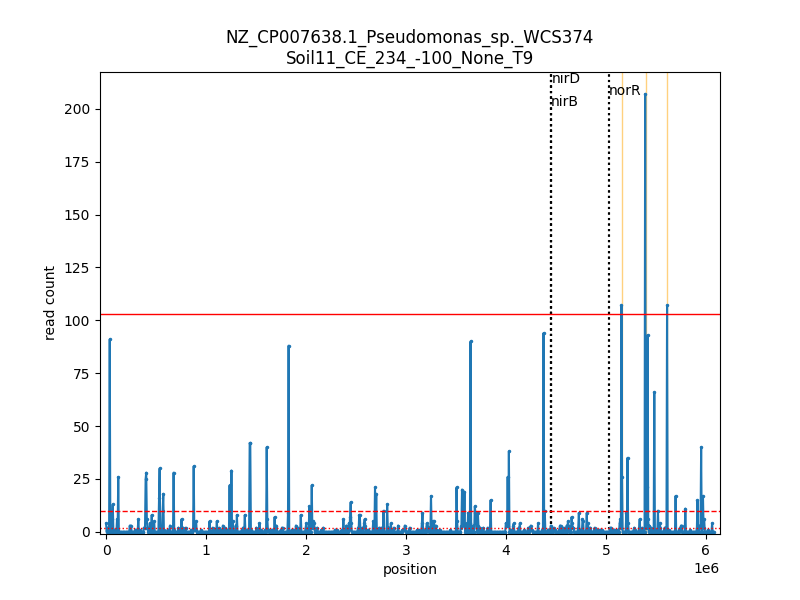 NZ_CP007638.1_Pseudomonas_sp._WCS374
Soil11_CE_234_-100_None_T9
nirD
norR
nirB
200
175
150
125
100
75
50
25
0
read count
0 1 2 3 4 5 6
1e6
position